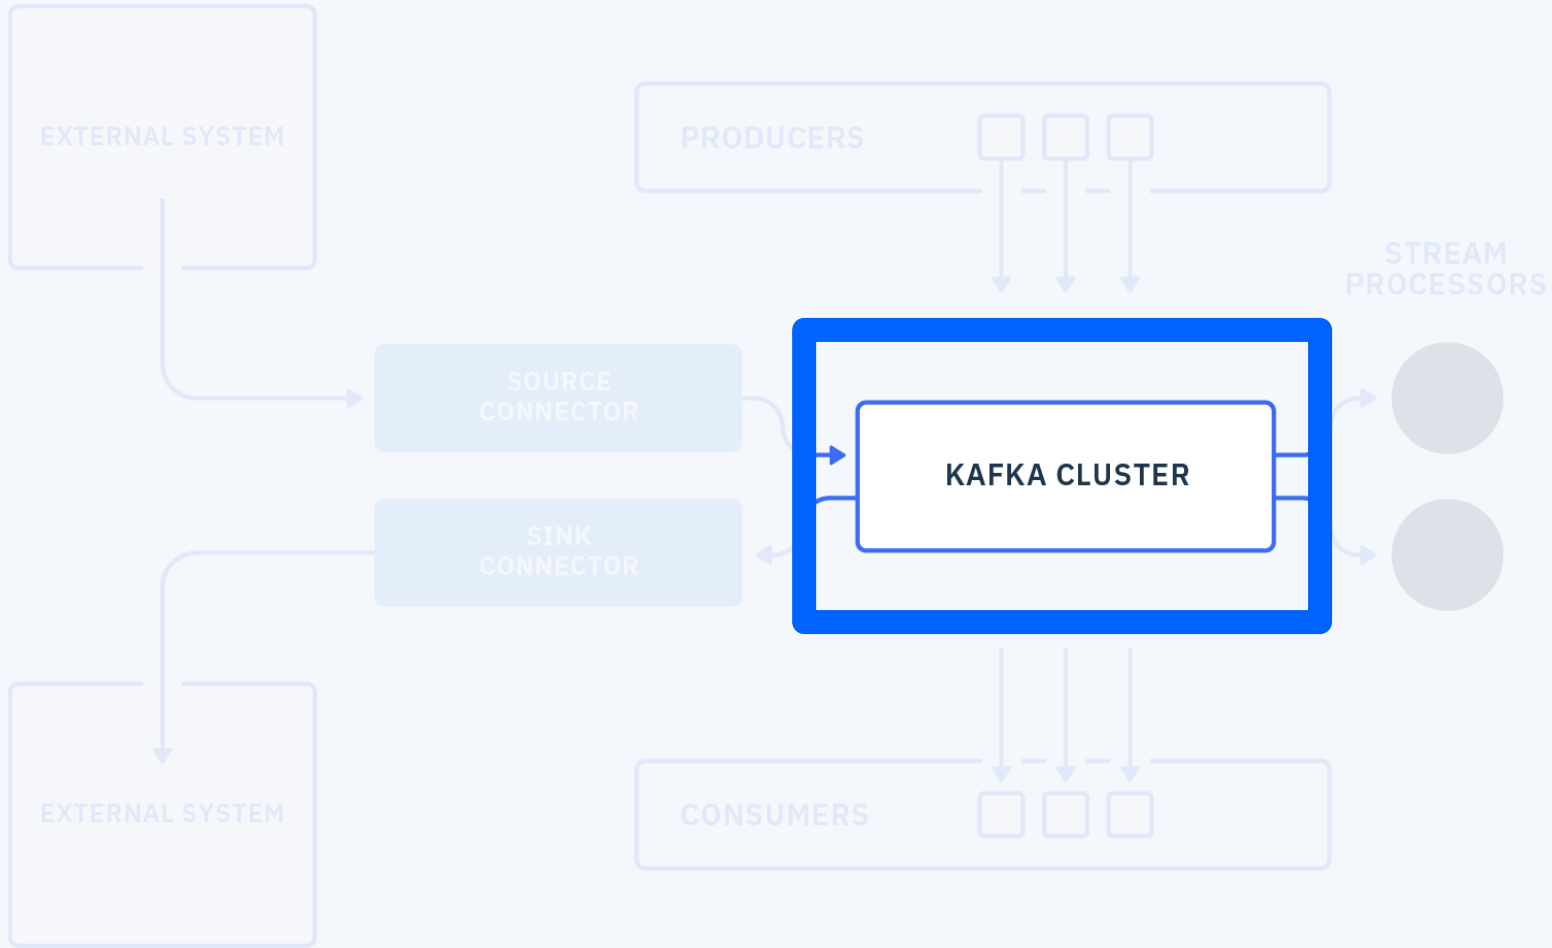 EXTERNAL SYSTEM
PRODUCERS
STREAM
PROCESSORS
SOURCE
CONNECTOR
KAFKA CLUSTER
SINK
CONNECTOR
EXTERNAL SYSTEM
CONSUMERS